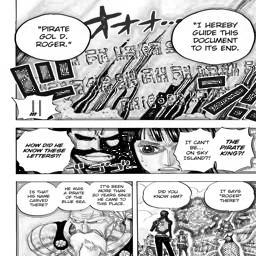 "I HEREBY
GUIDE THIS
DOCUMENT
TO ITS END.
"PIRATE
GOL D.
ROGER."
THE
PIRATE
KING?!
IT CAN'T
BE...
ON SKY
ISLAND?!
HOW DID HE
KNOW THESE
LETTERS?!
IT SAYS
"ROGER"
THERE?
DID YOU
KNOW HIM?
IT'S BEEN
MORE THAN
20 YEARS SINCE
HE CAME TO
THIS PLACE.
HE WAS A
PIRATE OF
THE
BLUE SEA.
IS THAT
HIS NAME
CARVED
THERE?